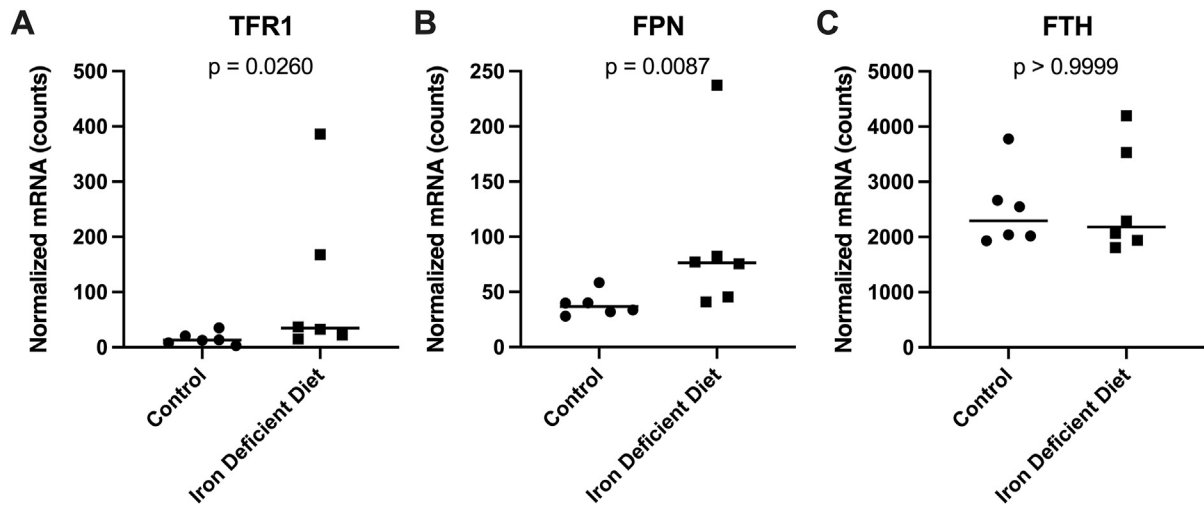 A
TFR1
p = 0.0260
Normalized mRNA (counts)
500
400
300
200
100
0
Control
Iron Deficient Diet
B
FPN
p = 0.0087
Normalized mRNA (counts)
250
200
150
100
50
0
Control
Iron Deficient Diet
C
FTH
p > 0.9999
Normalized mRNA (counts)
5000
4000
3000
2000
1000
0
Control
Iron Deficient Diet